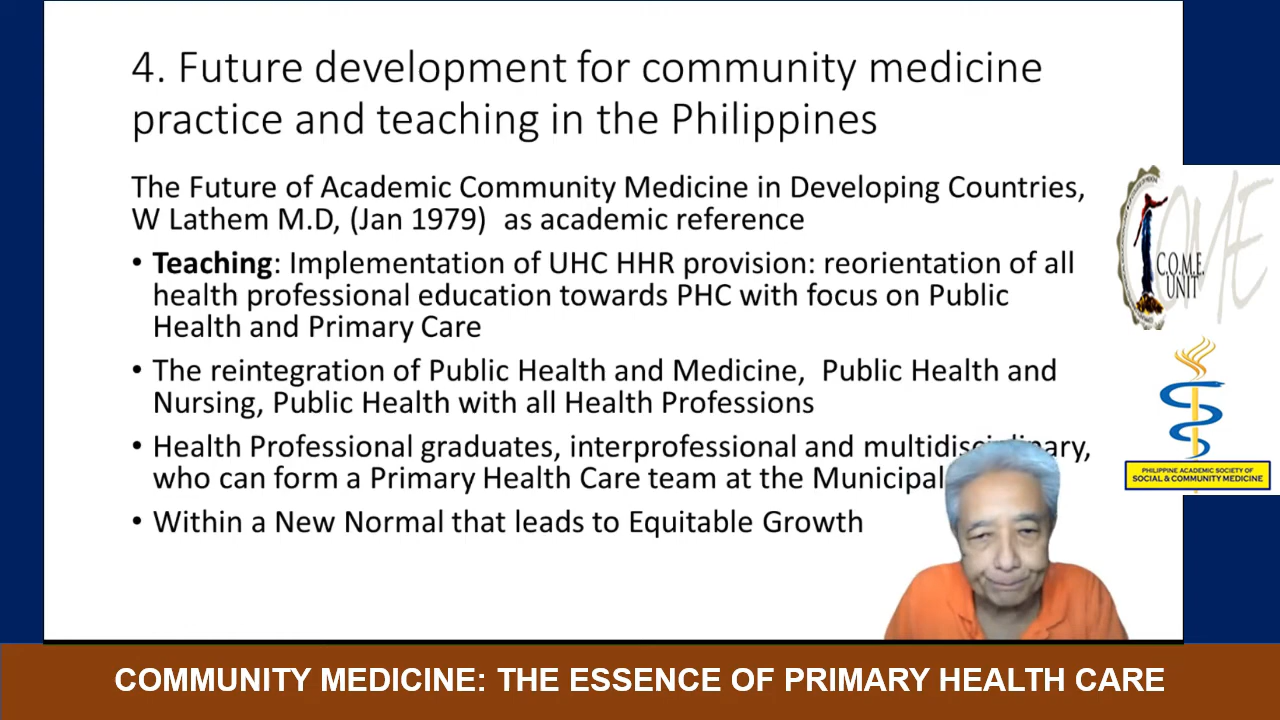 4. Future development for community medicine
practice and teaching in the Philippines
The Future of Academic Community Medicine in Developing Countries,
W Lathem M.D, (Jan 1979)  as academic reference
• Teaching: Implementation of UHC HHR provision: reorientation of all
health professional education towards PHC with focus on Public
Health and Primary Care
• The reintegration of Public Health and Medicine,  Public Health and
Nursing, Public Health with all Health Professions
• Health Professional graduates, interprofessional and multidisciplinary,
who can form a Primary Health Care team at the Municipal
• Within a New Normal that leads to Equitable Growth
COME
C.O.M.E.
UNIT
PHILIPPINE ACADEMIC SOCIETY OF
SOCIAL & COMMUNITY MEDICINE
COMMUNITY MEDICINE: THE ESSENCE OF PRIMARY HEALTH CARE